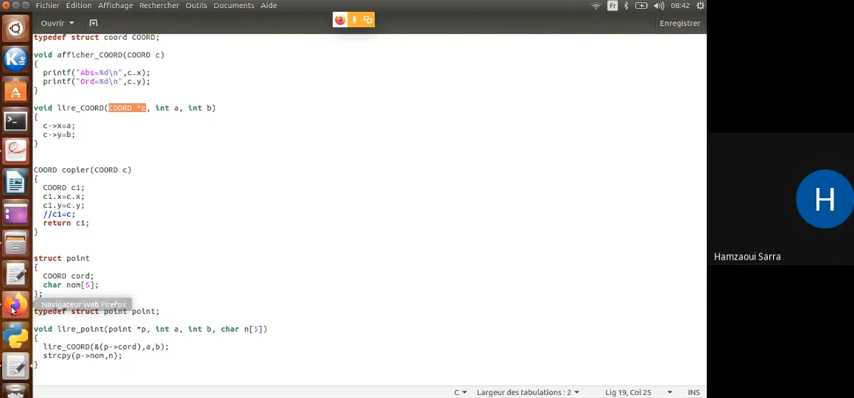 Fichier Édition Affichage Rechercher Outils Documents Aide
Fr 08:42
Ouvrir Enregistrer
typedef struct coord COORD;
void afficher_COORD(COORD c)
{
printf("Abs=%d\n",c.x);
printf("Ord=%d\n",c.y);
}
void lire_COORD(COORD *c, int a, int b)
{
c->x=a;
c->y=b;
}
COORD copier(COORD c)
{
COORD c1;
c1.x=c.x;
c1.y=c.y;
//c1=c;
return c1;
}
struct point
{
COORD cord;
char nom[5];
};
Navigateur Web Firefox
typedef struct point point;
void lire_point(point *p, int a, int b, char n[5])
{
lire_COORD(&(p->cord),a,b);
strcpy(p->nom,n);
}
C Largeur des tabulations : 2 Lig 19, Col 25 INS
H
Hamzaoui Sarra